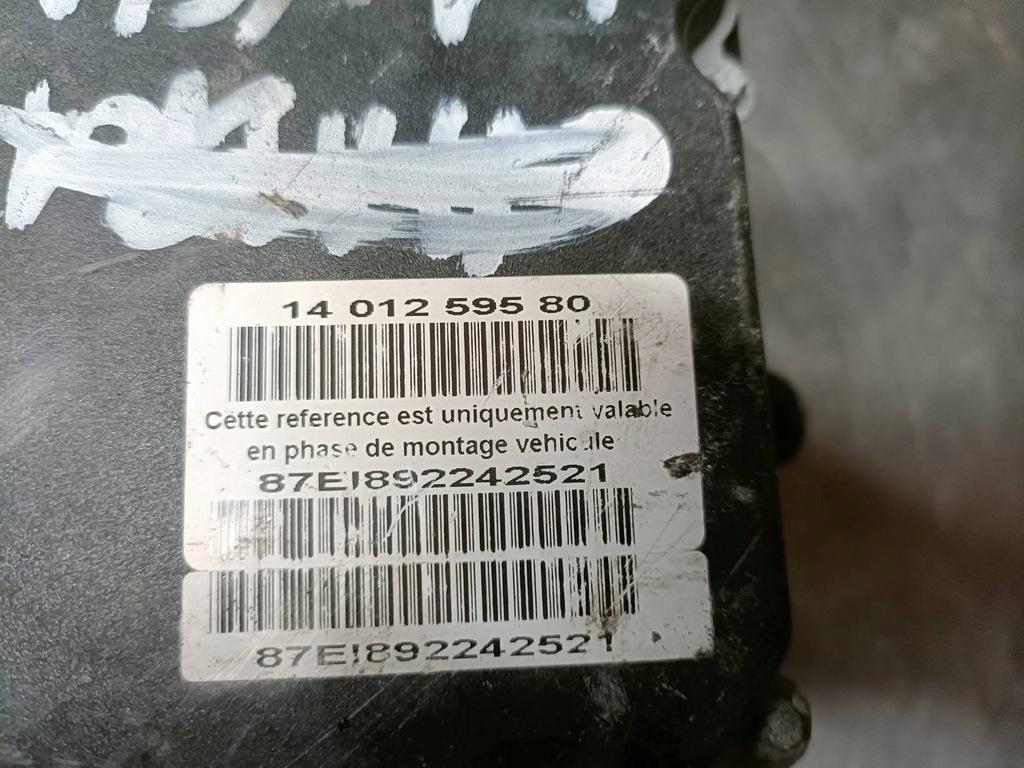 14 012 595 80
Cette reference est uniquement valable
en phase de montage vehicule
87EI892242521
87EI892242521